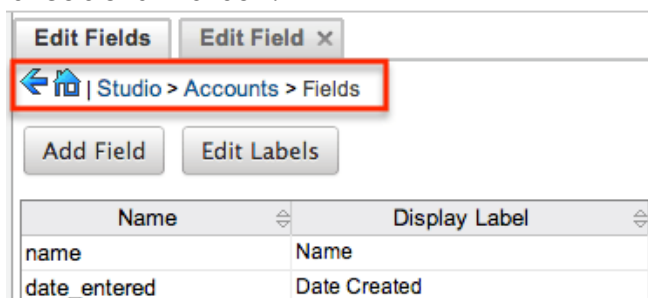 Edit Fields Edit Field ×
| Studio > Accounts > Fields
Add Field Edit Labels
Name Display Label
name Name
date_entered Date Created